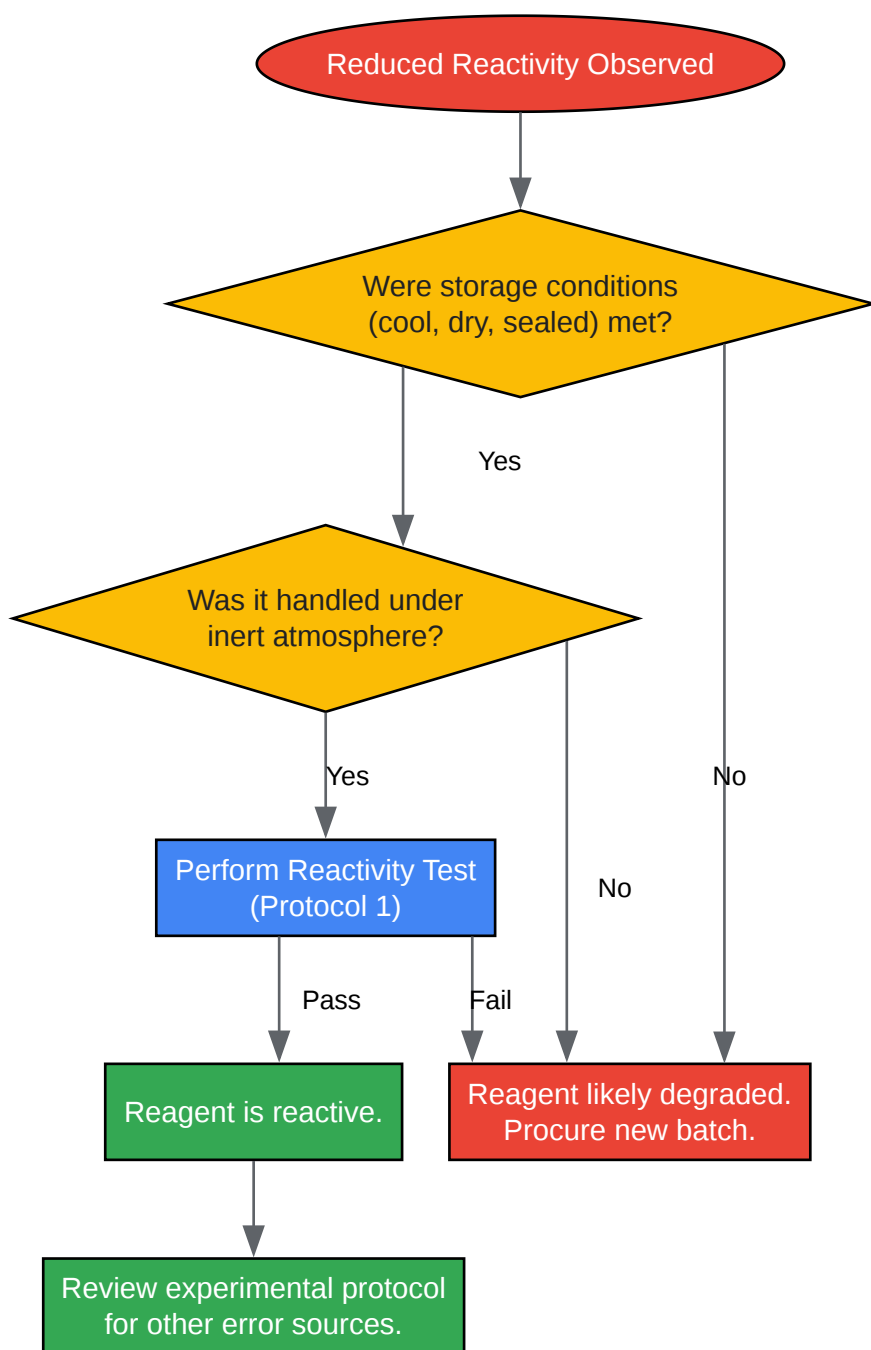 Reduced Reactivity Observed
Were storage conditions
(cool, dry, sealed) met?
Yes
Was it handled under
inert atmosphere?
Yes
No
Perform Reactivity Test
(Protocol 1)
No
Pass
Fail
Reagent is reactive.
Reagent likely degraded.
Procure new batch.
Review experimental protocol
for other error sources.